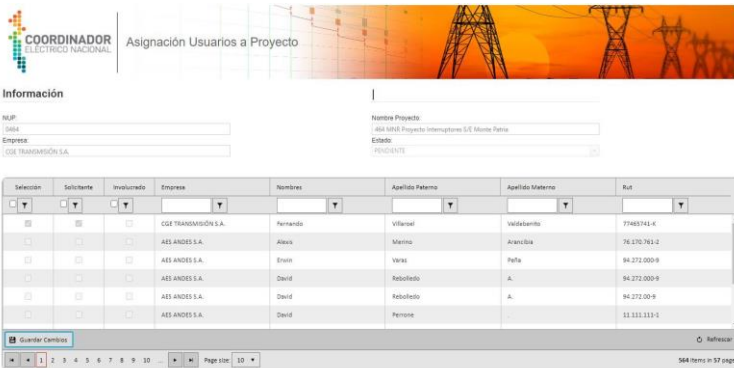 COORDINADOR
ELÉCTRICO NACIONAL
Asignación Usuarios a Proyecto
Información
NUP:
0464
Nombre Proyecto:
464 MNR Proyecto Interruptores S/E Monte Patria
Empresa:
CGE TRANSMISIÓN S.A.
Estado:
PENDIENTE
Selección Solicitante Involucrado Empresa Nombres Apellido Paterno Apellido Materno Rut
CGE TRANSMISIÓN S.A. Fernando Villaroel Valdebenito 77465741-K
AES ANDES S.A. Alexis Merino Arancibia 76.170.761-2
AES ANDES S.A. Erwin Veras Peña 94.272.000-9
AES ANDES S.A. David Rebolledo A. 94.272.000-9
AES ANDES S.A. David Rebolledo A. 94.272.00-9
AES ANDES S.A. David Perrone . 11.111.111-1
Guardar Cambios Refrescar
1 2 3 4 5 6 7 8 9 10 ... Page size: 10 564 items in 57 page